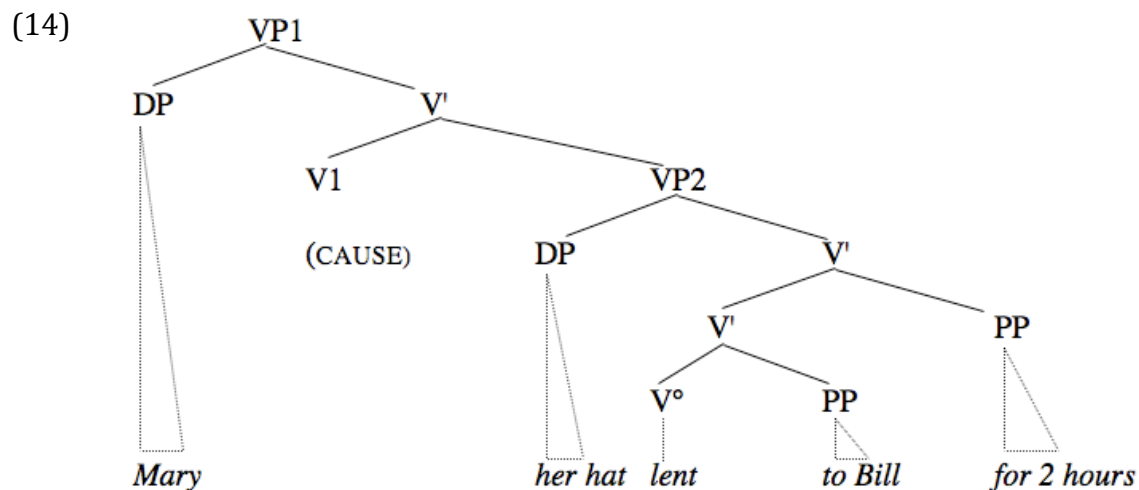 (14)
VP1
DP V'
V1 VP2
(CAUSE) DP V'
V' PP
V° PP
Mary her hat lent to Bill for 2 hours